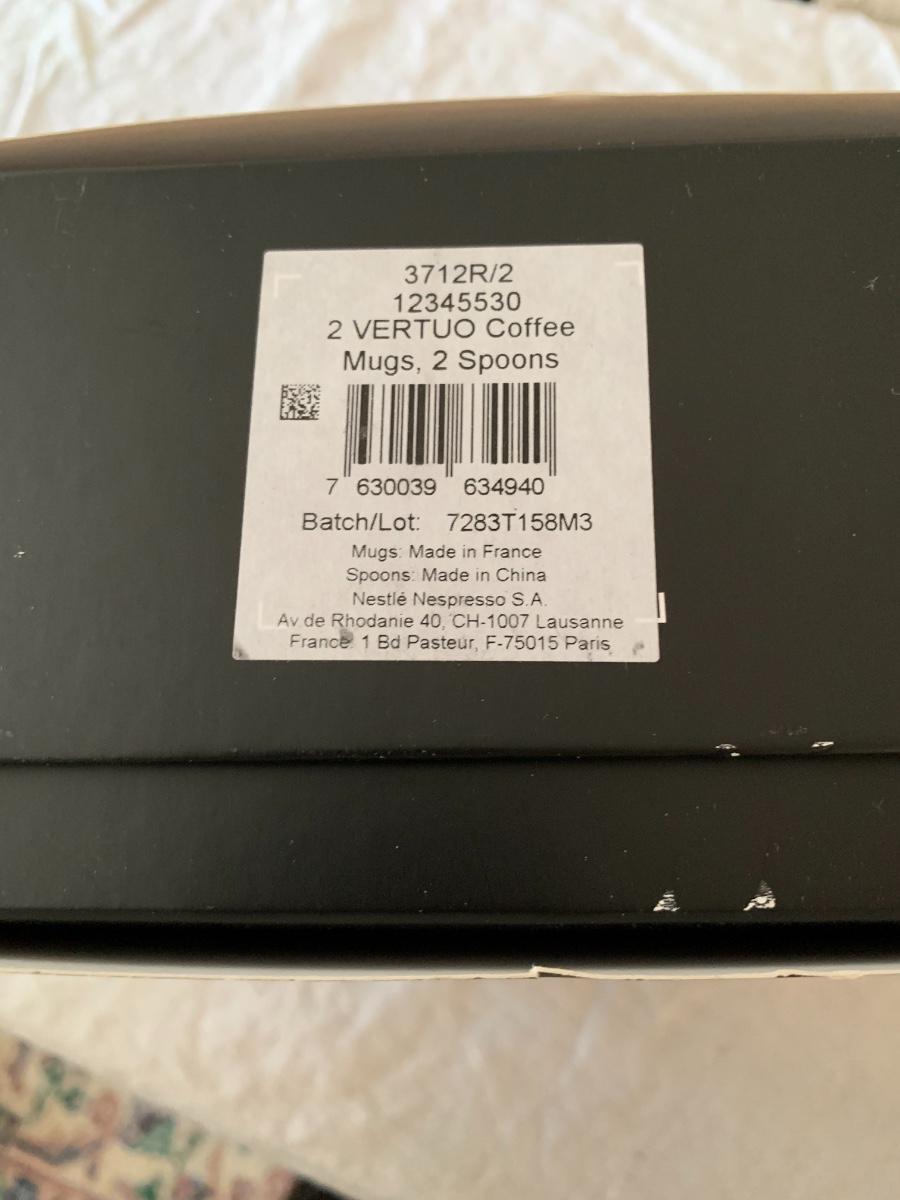 3712R/2
12345530
2 VERTUO Coffee
Mugs, 2 Spoons
7 630039 634940
Batch/Lot: 7283T158M3
Mugs: Made in France
Spoons: Made in China
Nestlé Nespresso S.A.
Av de Rhodanie 40, CH-1007 Lausanne
France: 1 Bd Pasteur, F-75015 Paris